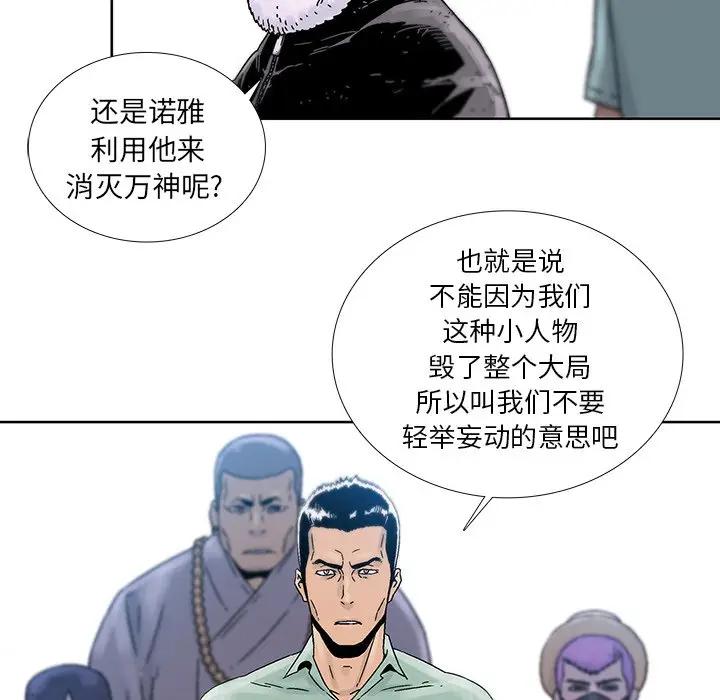 还是诺雅
利用他来
消灭万神呢?
也就是说
不能因为我们
这种小人物
毁了整个大局
所以叫我们不要
轻举妄动的意思吧